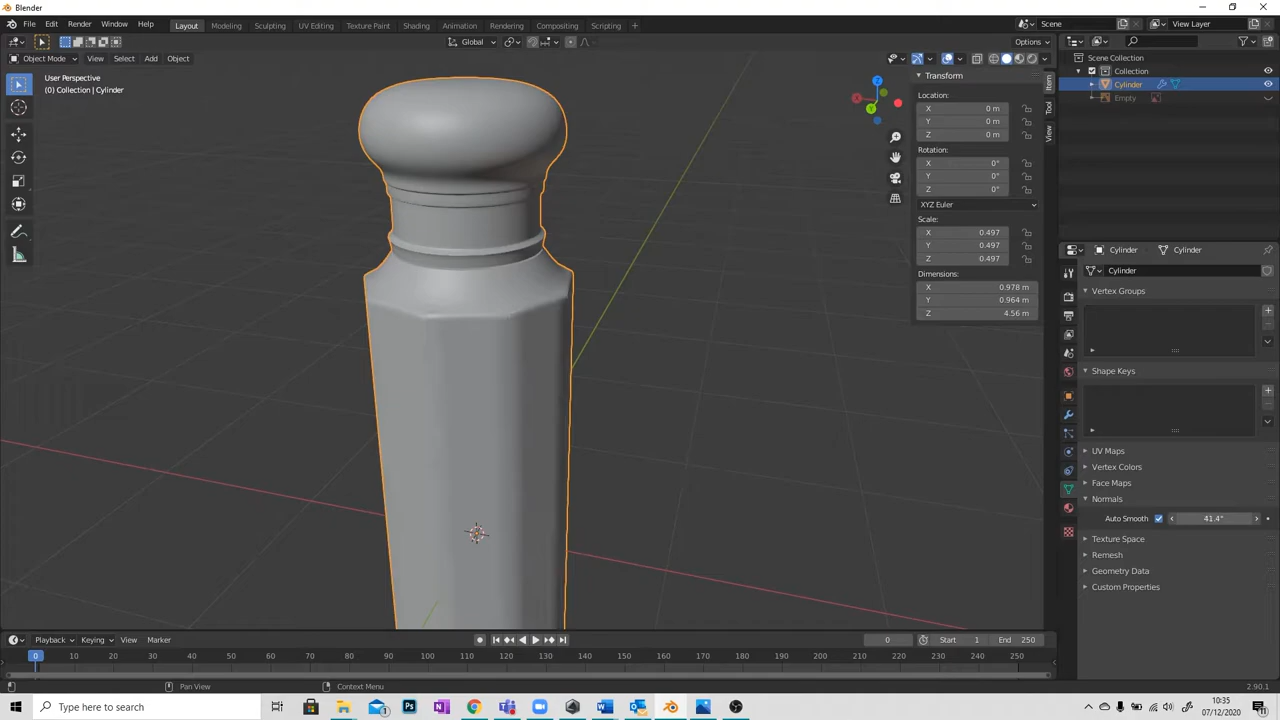 Blender
File Edit Render Window Help Layout Modeling Sculpting UV Editing Texture Paint Shading Animation Rendering Compositing Scripting + Scene View Layer
Global Options
Object Mode View Select Add Object
User Perspective
(0) Collection | Cylinder
Scene Collection
Collection
Cylinder
Empty
Transform
Location:
X 0 m
Y 0 m
Z 0 m
Rotation:
X 0°
Y 0°
Z 0°
XYZ Euler
Scale:
X 0.497
Y 0.497
Z 0.497
Dimensions:
X 0.978 m
Y 0.964 m
Z 4.56 m
Item
Tool
View
Cylinder Cylinder
Cylinder
Vertex Groups
Shape Keys
UV Maps
Vertex Colors
Face Maps
Normals
Auto Smooth 41.4°
Texture Space
Remesh
Geometry Data
Custom Properties
Playback Keying View Marker 0 Start 1 End 250
0 10 20 30 40 50 60 70 80 90 100 110 120 130 140 150 160 170 180 190 200 210 220 230 240 250
Pan View Context Menu 2.90.1
Type here to search
10:35
07/12/2020